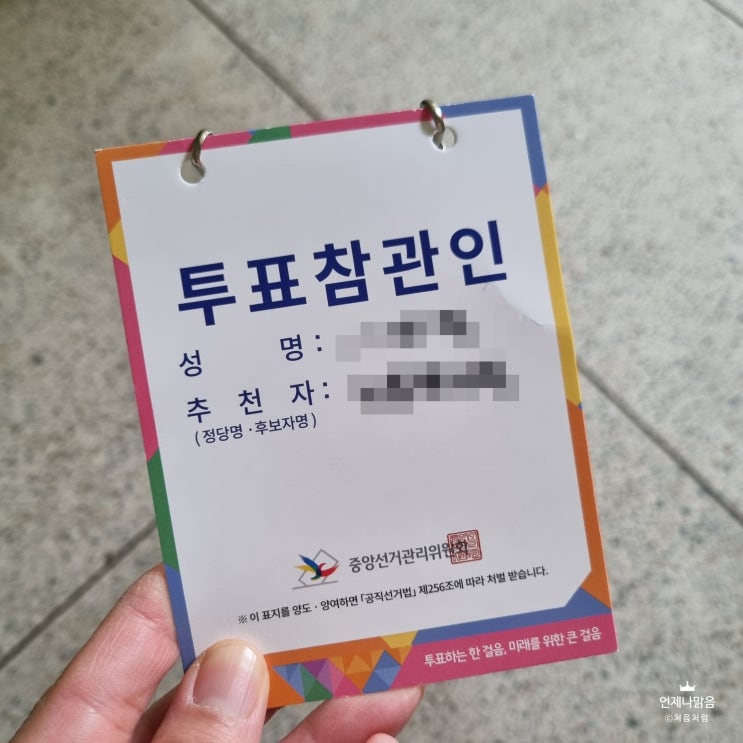 투표참관인
성 명 :
추 천 자 :
( 정당명 · 후보자명 )
중앙선거관리위원회
※ 이 표지를 양도 · 양여하면 「공직선거법」 제256조에 따라 처벌 받습니다.
투표하는 한 걸음, 미래를 위한 큰 걸음
언제나맑음
©처음처럼